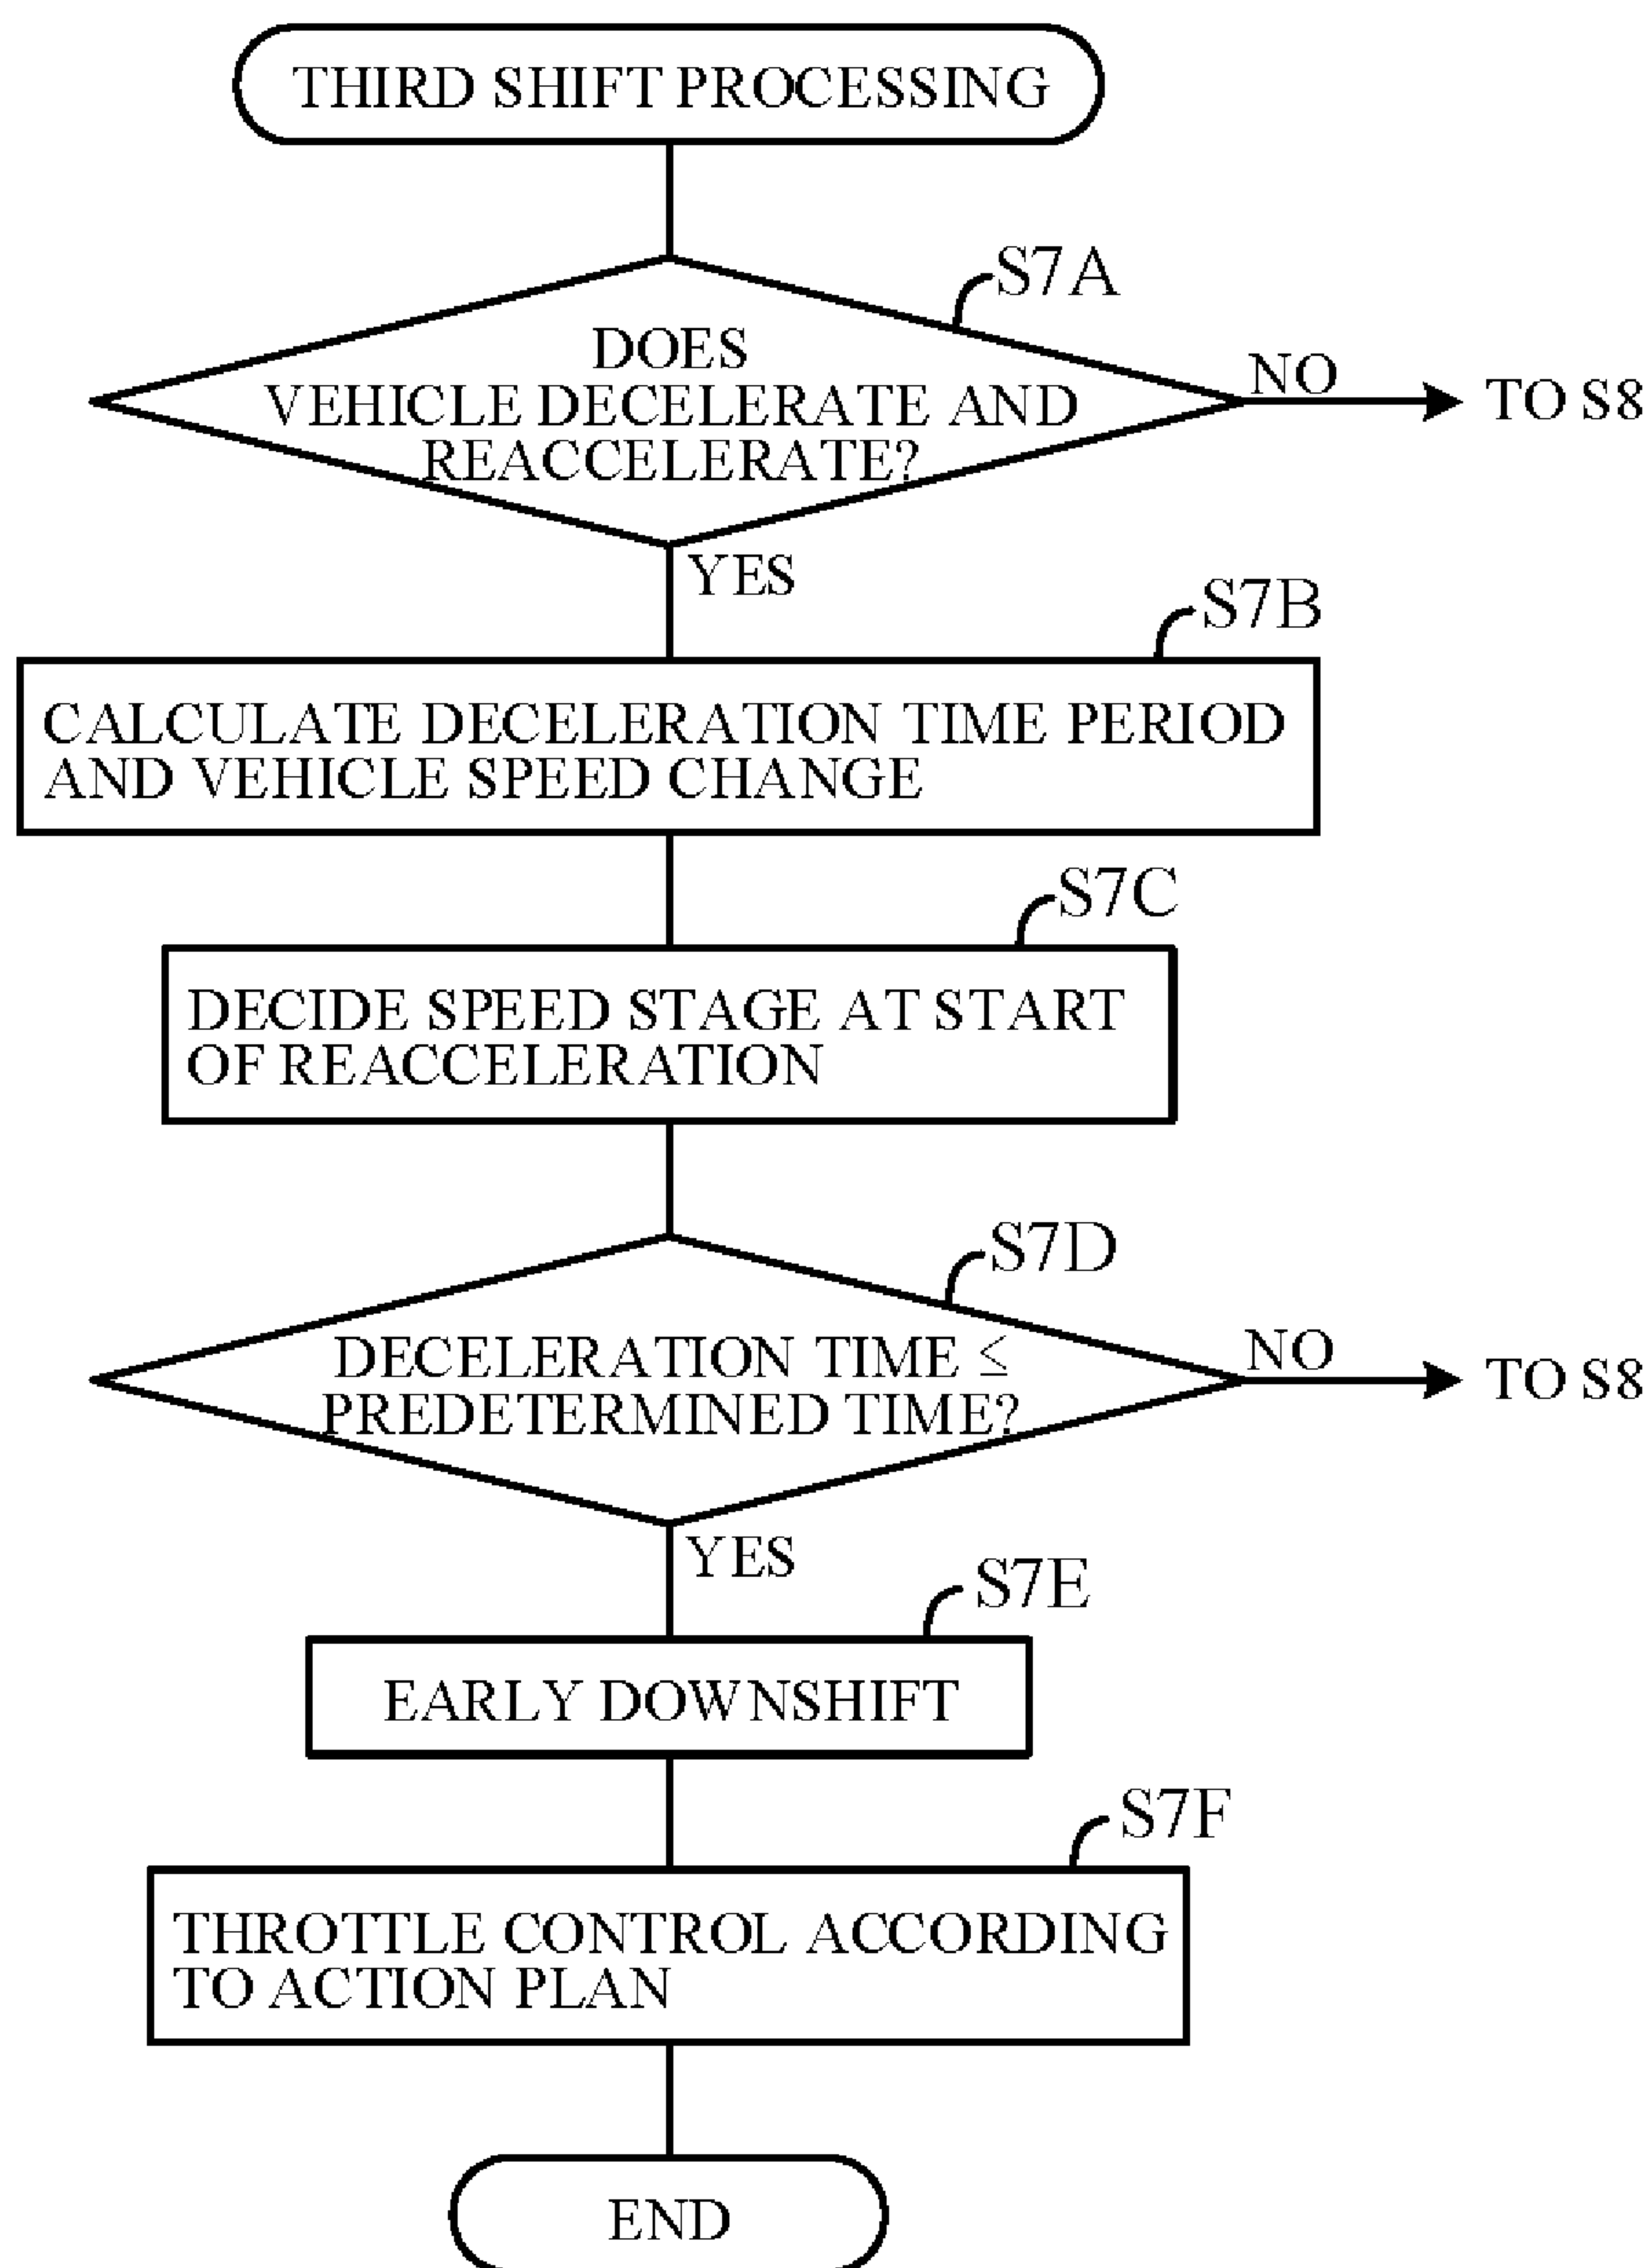 THIRD SHIFT PROCESSING
S7A
DOES
VEHICLE DECELERATE AND
REACCELERATE?
NO
TO S8
YES
S7B
CALCULATE DECELERATION TIME PERIOD
AND VEHICLE SPEED CHANGE
S7C
DECIDE SPEED STAGE AT START
OF REACCELERATION
S7D
DECELERATION TIME ≤
PREDETERMINED TIME?
NO
TO S8
YES
S7E
EARLY DOWNSHIFT
S7F
THROTTLE CONTROL ACCORDING
TO ACTION PLAN
END